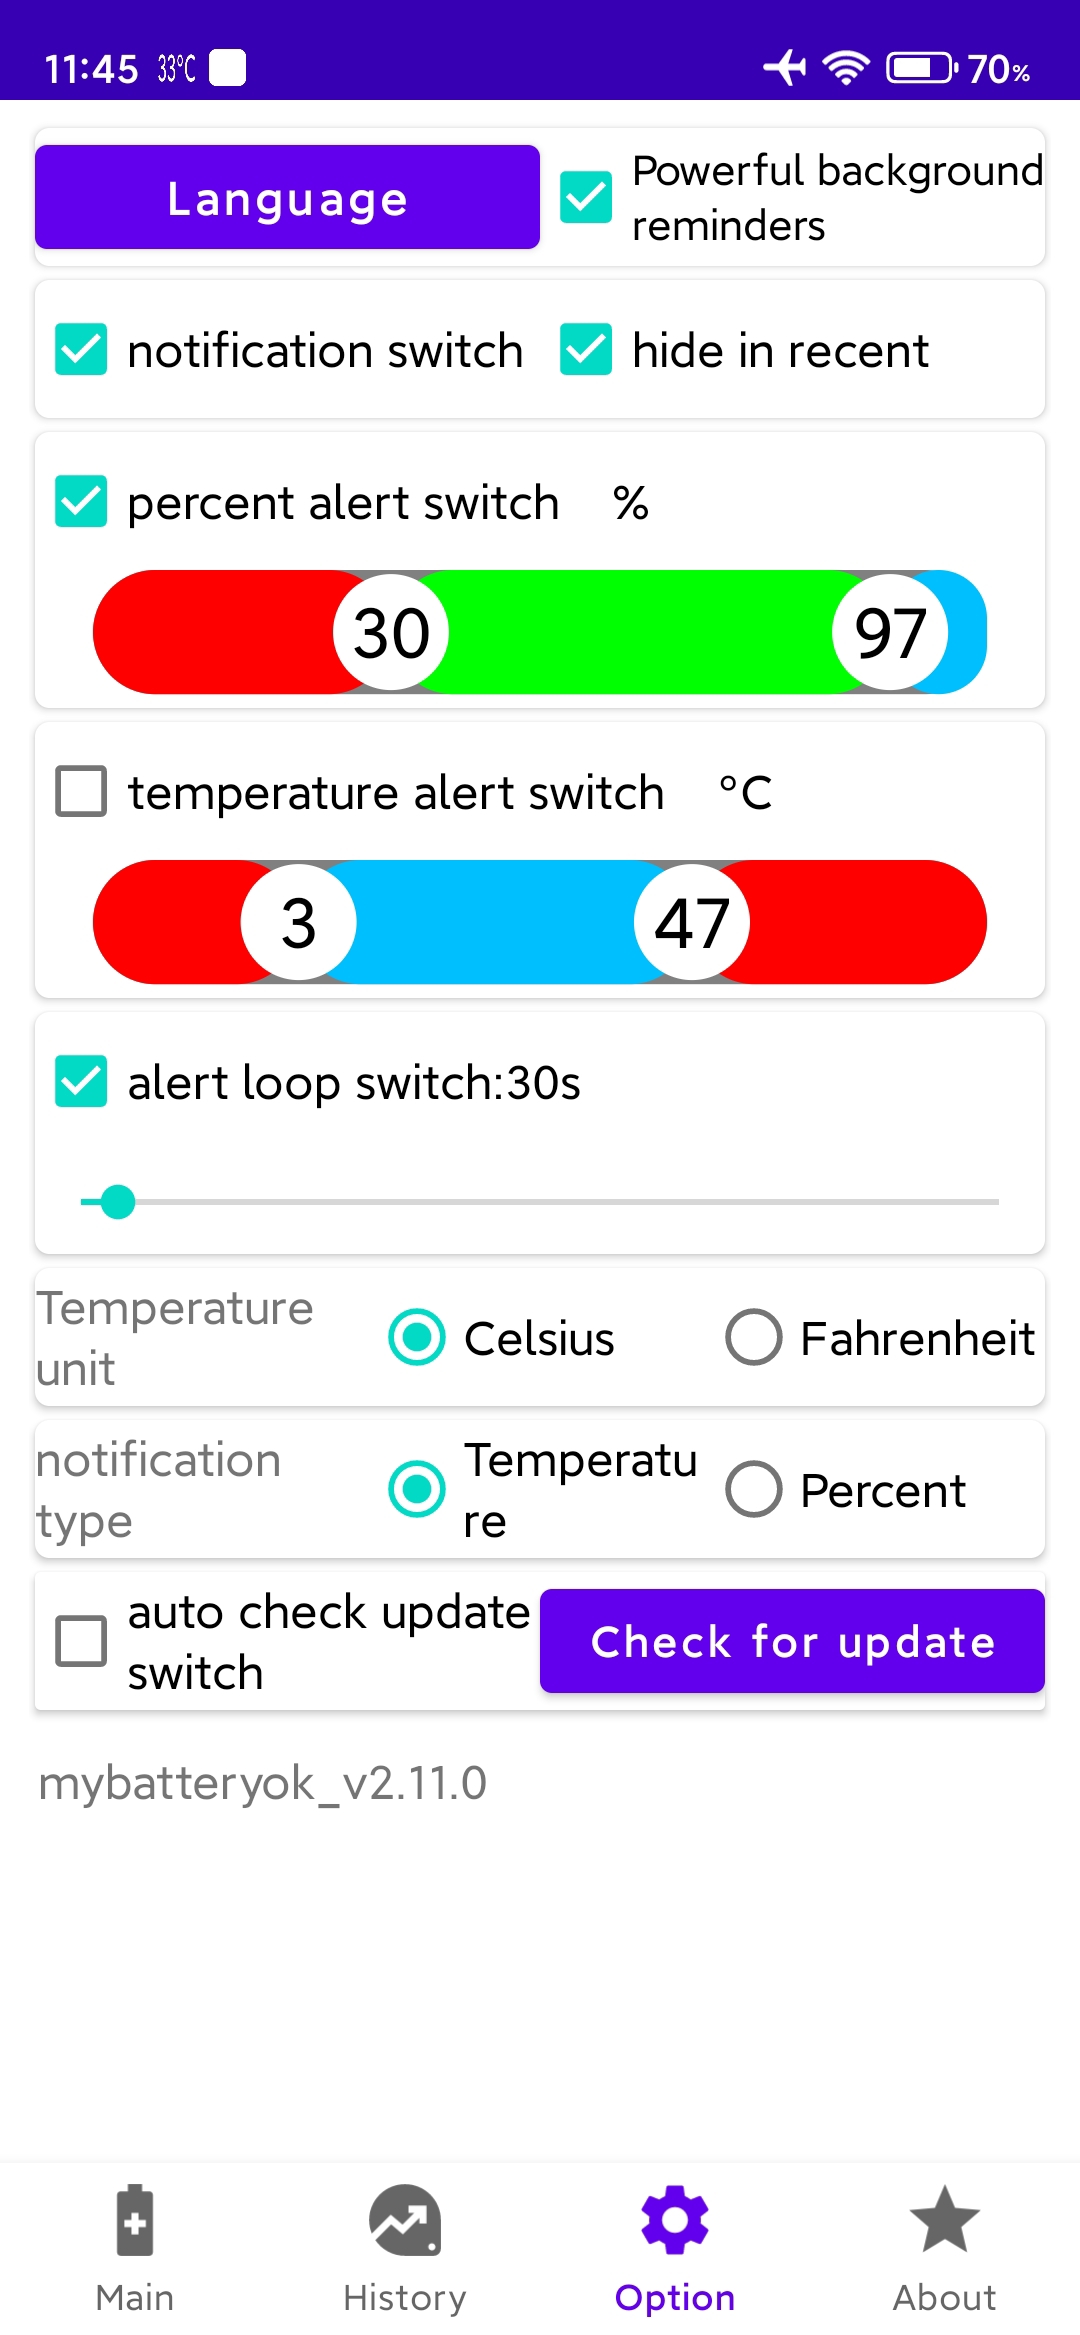 11:45 33°C 70%
Language
Powerful background
reminders
notification switch
hide in recent
percent alert switch %
30 97
temperature alert switch °C
3 47
alert loop switch:30s
Temperature
unit
Celsius
Fahrenheit
notification
type
Temperatu
re
Percent
auto check update
switch
Check for update
mybatteryok_v2.11.0
Main
History
Option
About